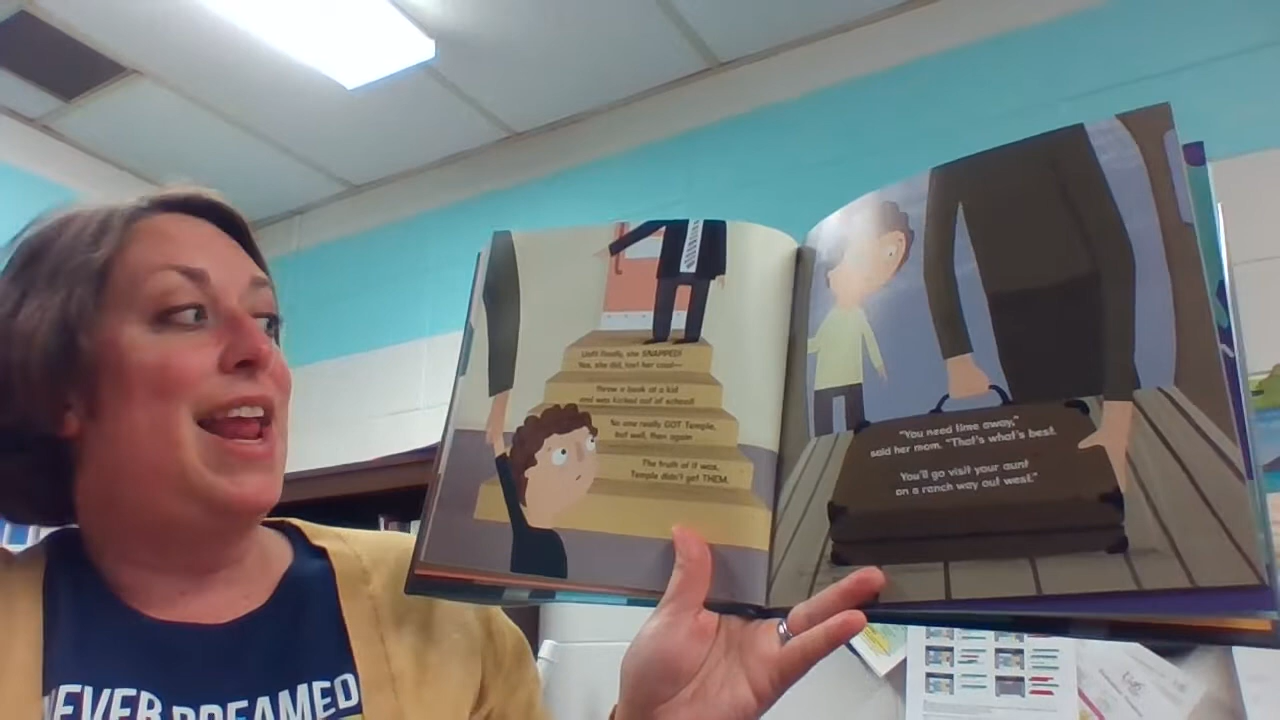 Until finally, she SNAPPED!
Yes, she did, lost her cool—
threw a book at a kid
and was kicked out of school!
No one really GOT Temple,
but well, then again
The truth of it was,
Temple didn't get THEM.
"You need time away,"
said her mom. "That's what's best.
You'll go visit your aunt
on a ranch way out west."
NEVER DREAMED